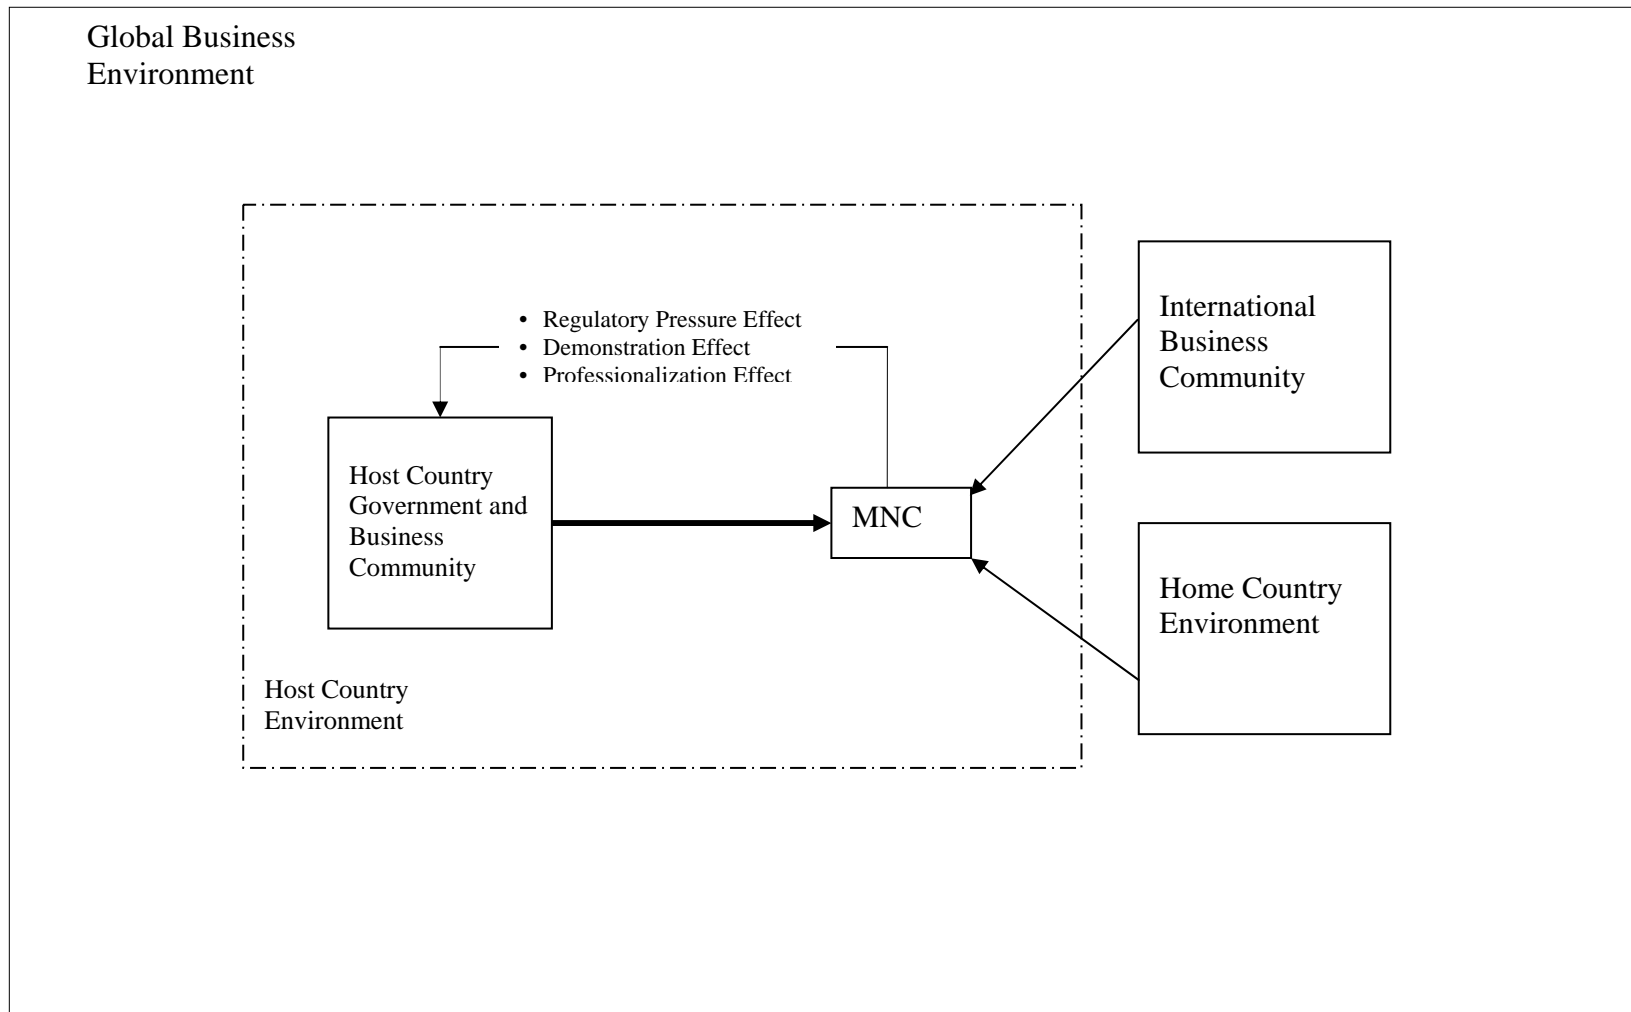 Global Business
Environment
• Regulatory Pressure Effect
• Demonstration Effect
• Professionalization Effect
International
Business
Community
Host Country
Government and
Business
Community
MNC
Home Country
Environment
Host Country
Environment